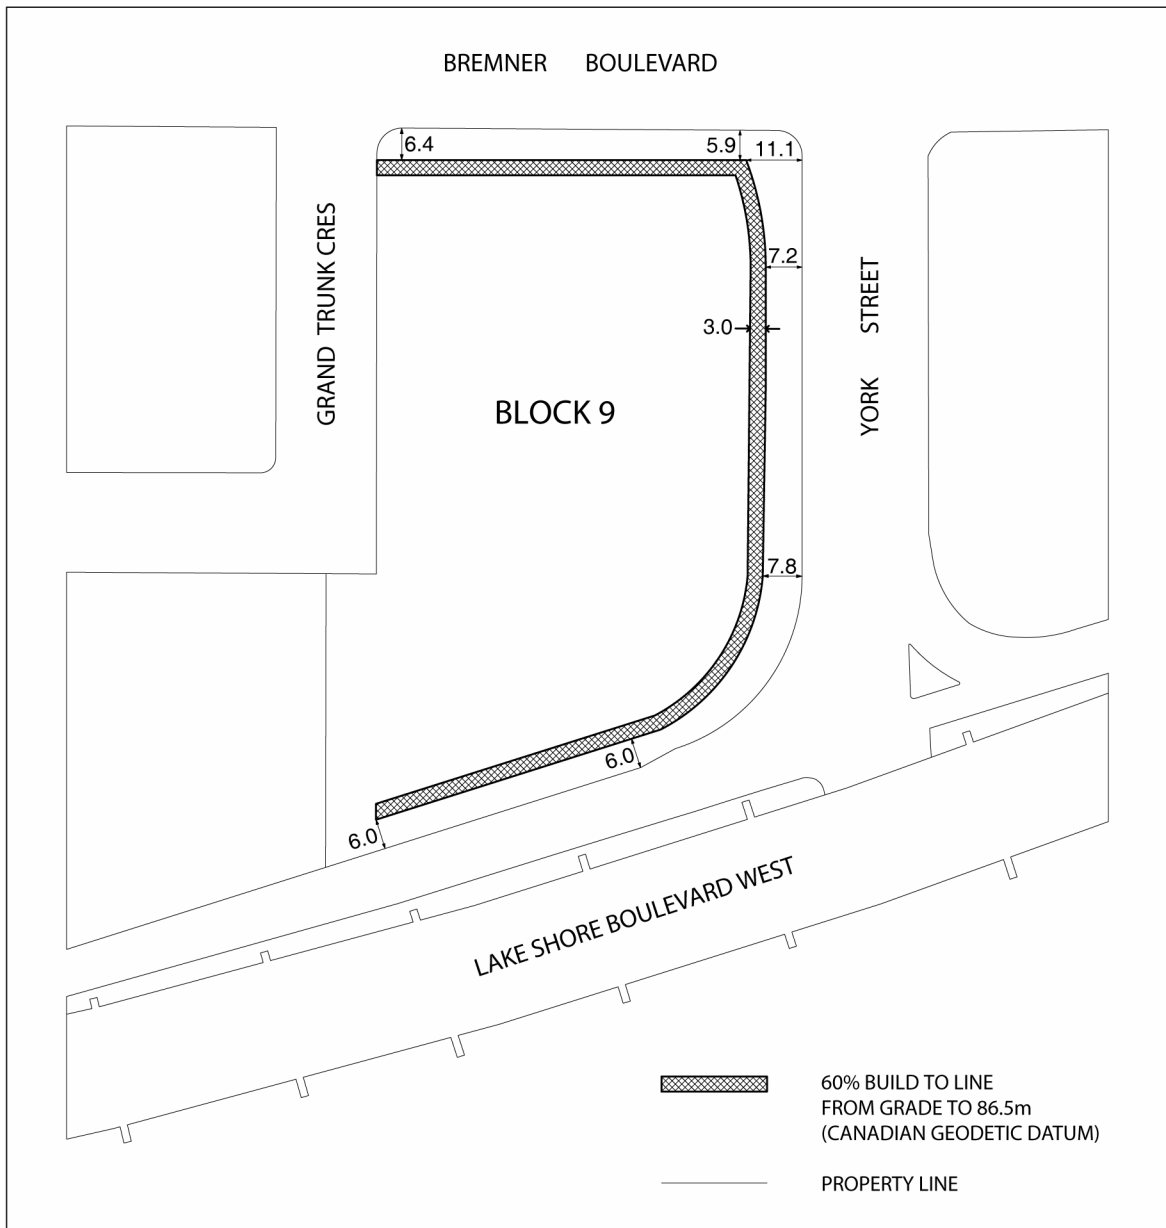 BREMNER BOULEVARD
6.4
5.9
11.1
GRAND TRUNK CRES
7.2
YORK STREET
3.0
BLOCK 9
7.8
6.0
6.0
LAKE SHORE BOULEVARD WEST
60% BUILD TO LINE
FROM GRADE TO 86.5m
(CANADIAN GEODETIC DATUM)
PROPERTY LINE